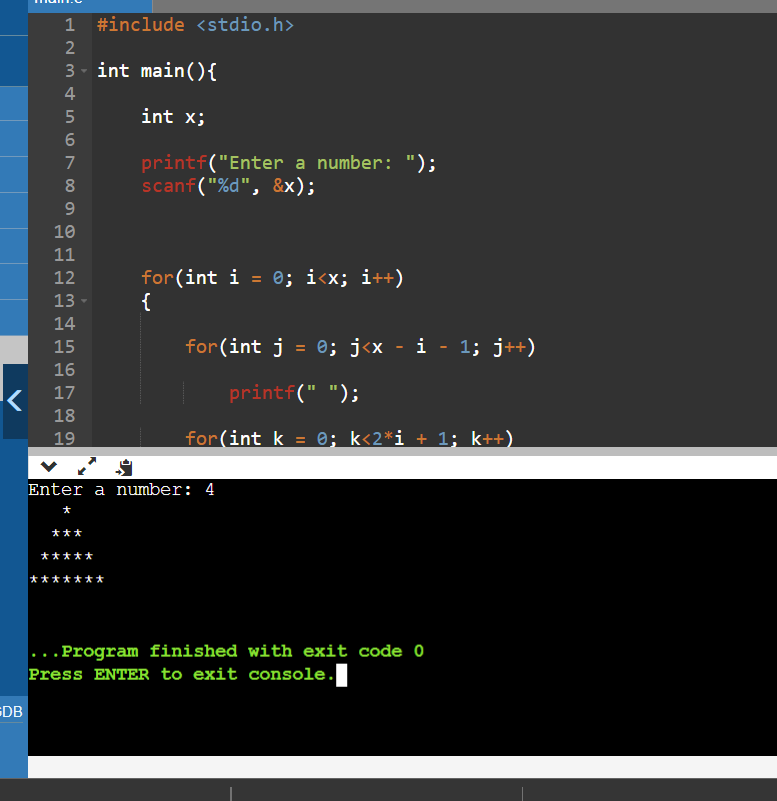 main.c
1 #include <stdio.h>
2
3 int main(){
4
5 int x;
6
7 printf("Enter a number: ");
8 scanf("%d", &x);
9
10
11
12 for(int i = 0; i<x; i++)
13 {
14
15 for(int j = 0; j<x - i - 1; j++)
16
17 printf(" ");
18
19 for(int k = 0; k<2*i + 1; k++)
Enter a number: 4
   *
  ***
 *****
*******
...Program finished with exit code 0
Press ENTER to exit console.
GDB